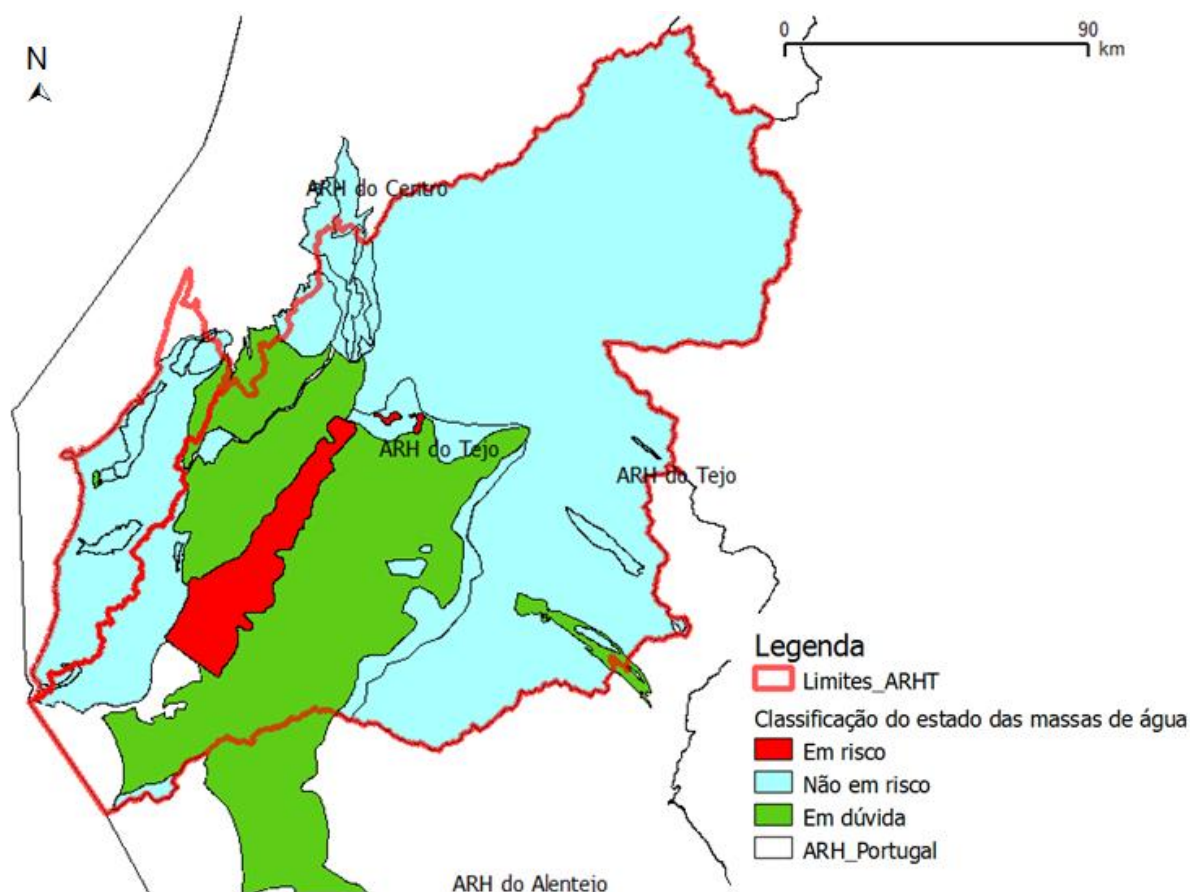 0 90
km
N
ARH do Centro
ARH do Tejo
ARH do Tejo
Legenda
Limites_ARHT
Classificação do estado das massas de água
Em risco
Não em risco
Em dúvida
ARH_Portugal
ARH do Alentejo